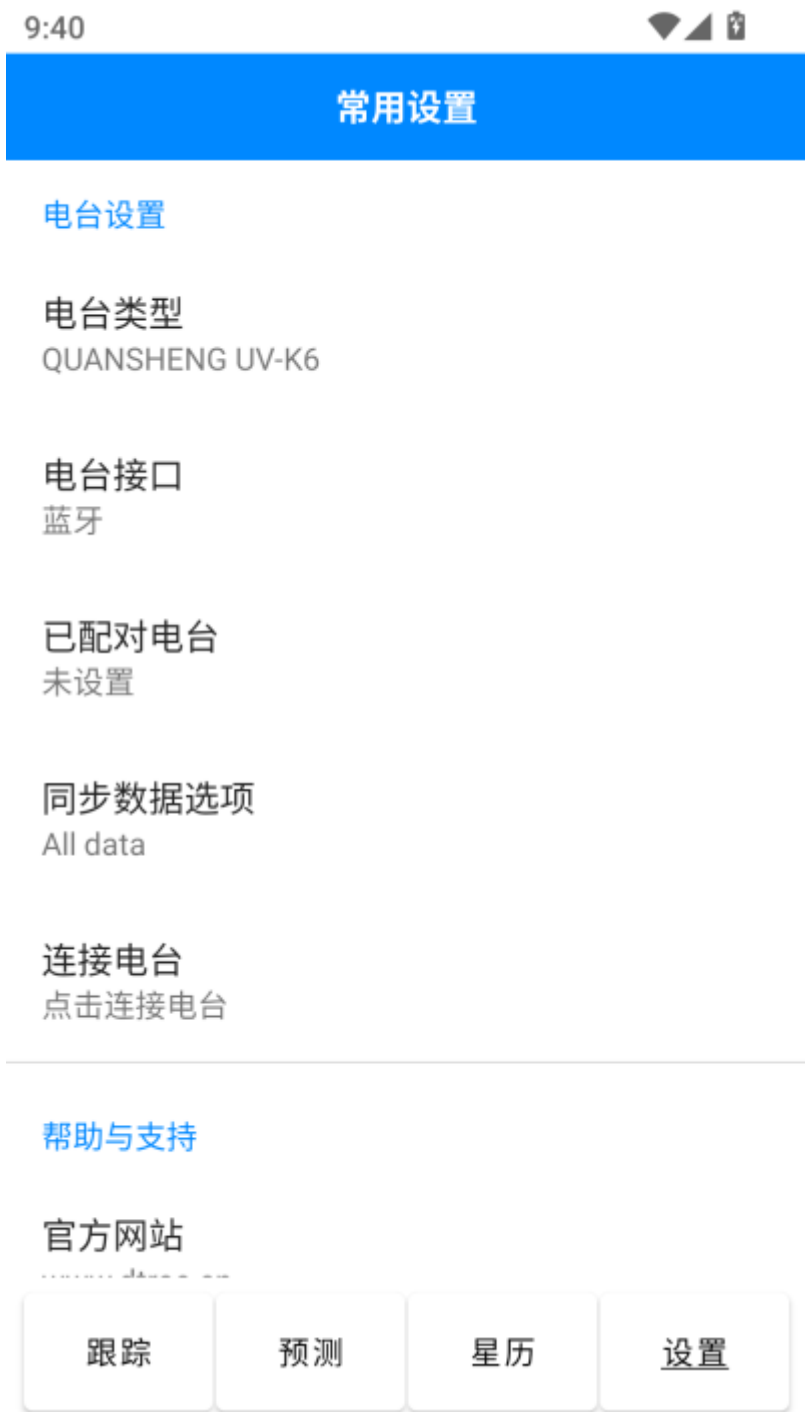 9:40
常用设置
电台设置
电台类型
QUANSHENG UV-K6
电台接口
蓝牙
已配对电台
未设置
同步数据选项
All data
连接电台
点击连接电台
帮助与支持
官方网站
跟踪
预测
星历
设置